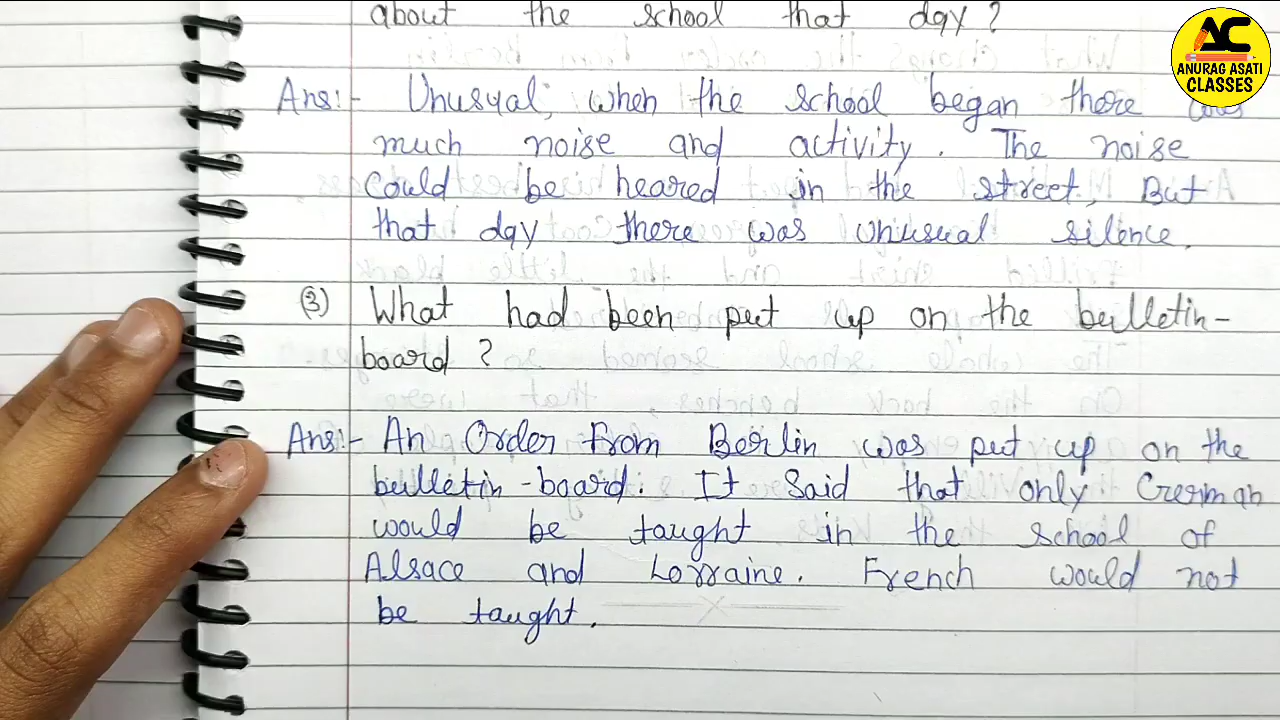 about the school that day?
AC
ANURAG ASATI
CLASSES
Ans:- Unusual, when the school began there was
much noise and activity. The noise
could be heared in the street, But
that day there was unusual silence.
(3) What had been put up on the bulletin-
board?
Ans:- An Order from Berlin was put up on the
bulletin-board: It Said that only German
would be taught in the school of
Alsace and Lorraine. French would not
be taught.